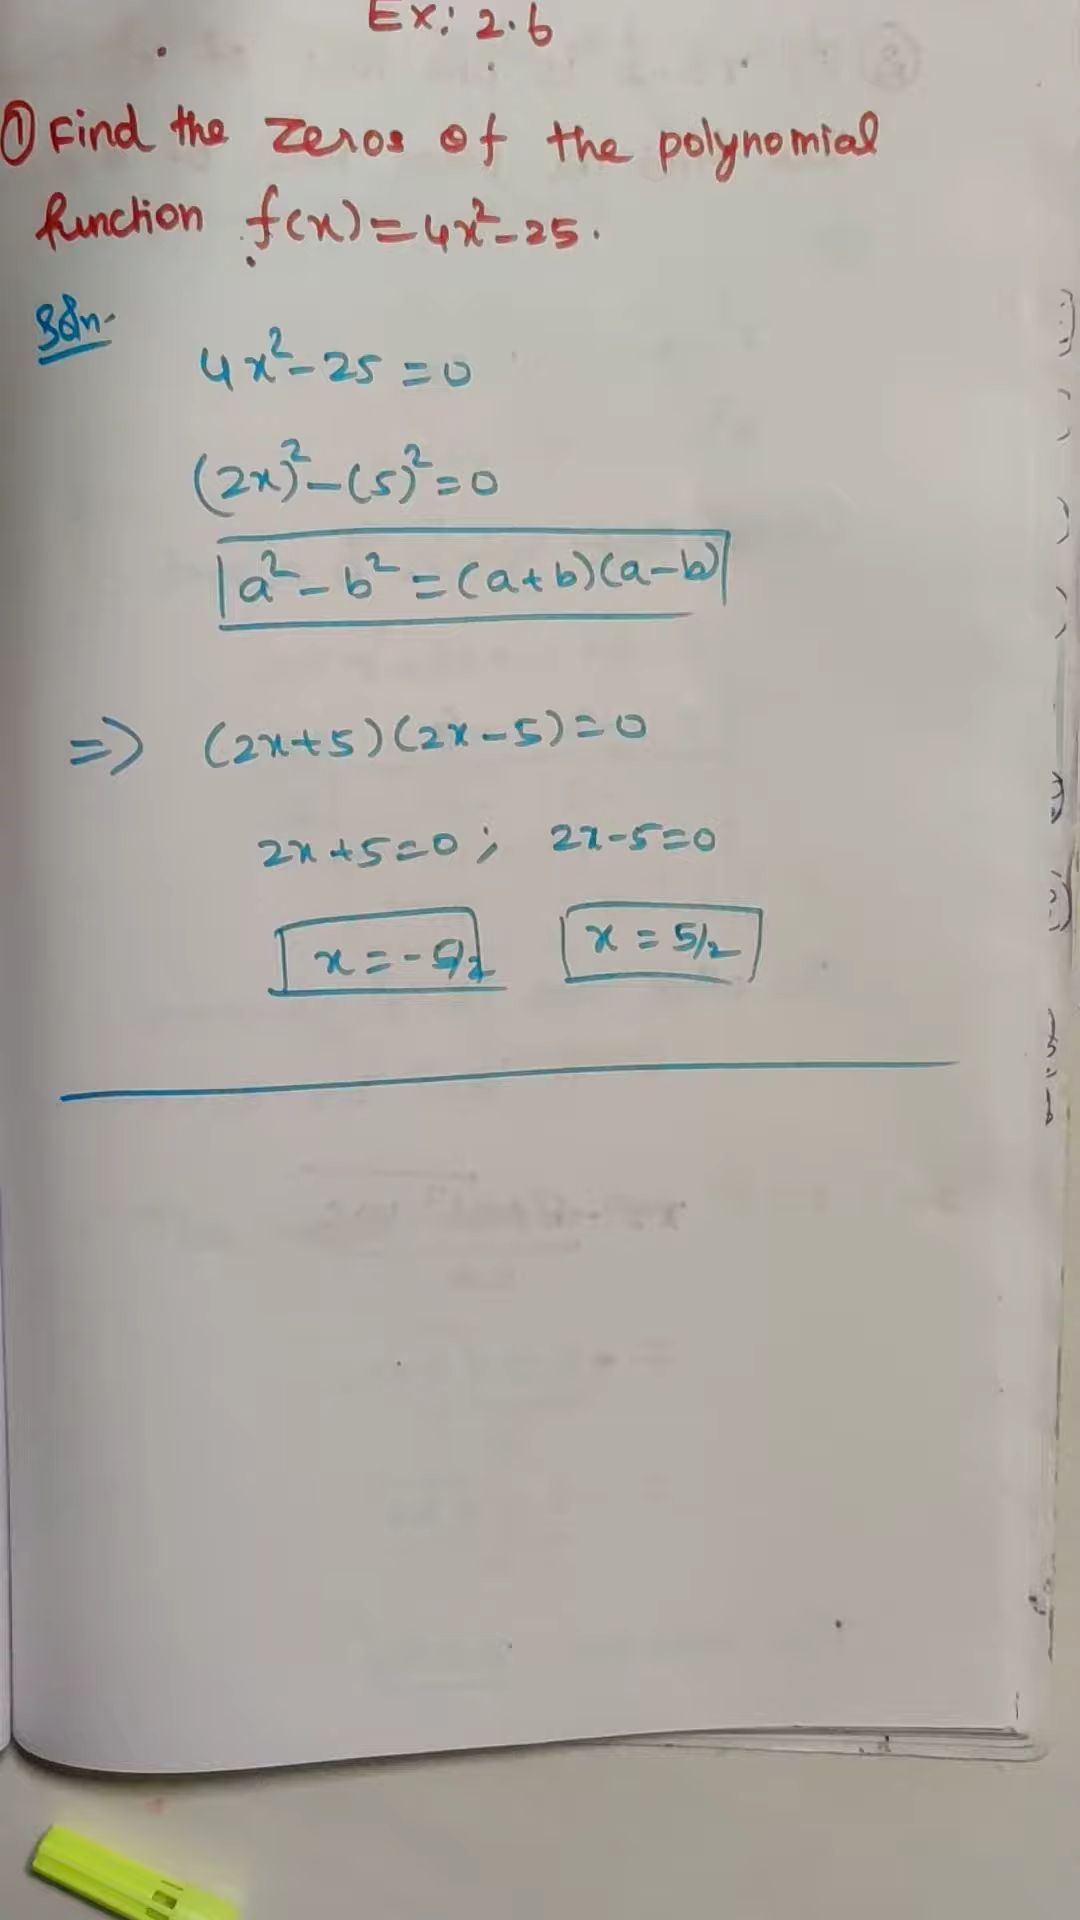 Ex: 2.6
① Find the zeros of the polynomial
function f(x)=4x²-25.
Soln.
4x²-25=0
(2x)²-(5)²=0
a²-b²=(a+b)(a-b)
=> (2x+5)(2x-5)=0
2x+5=0; 2x-5=0
x=-5/2 x=5/2